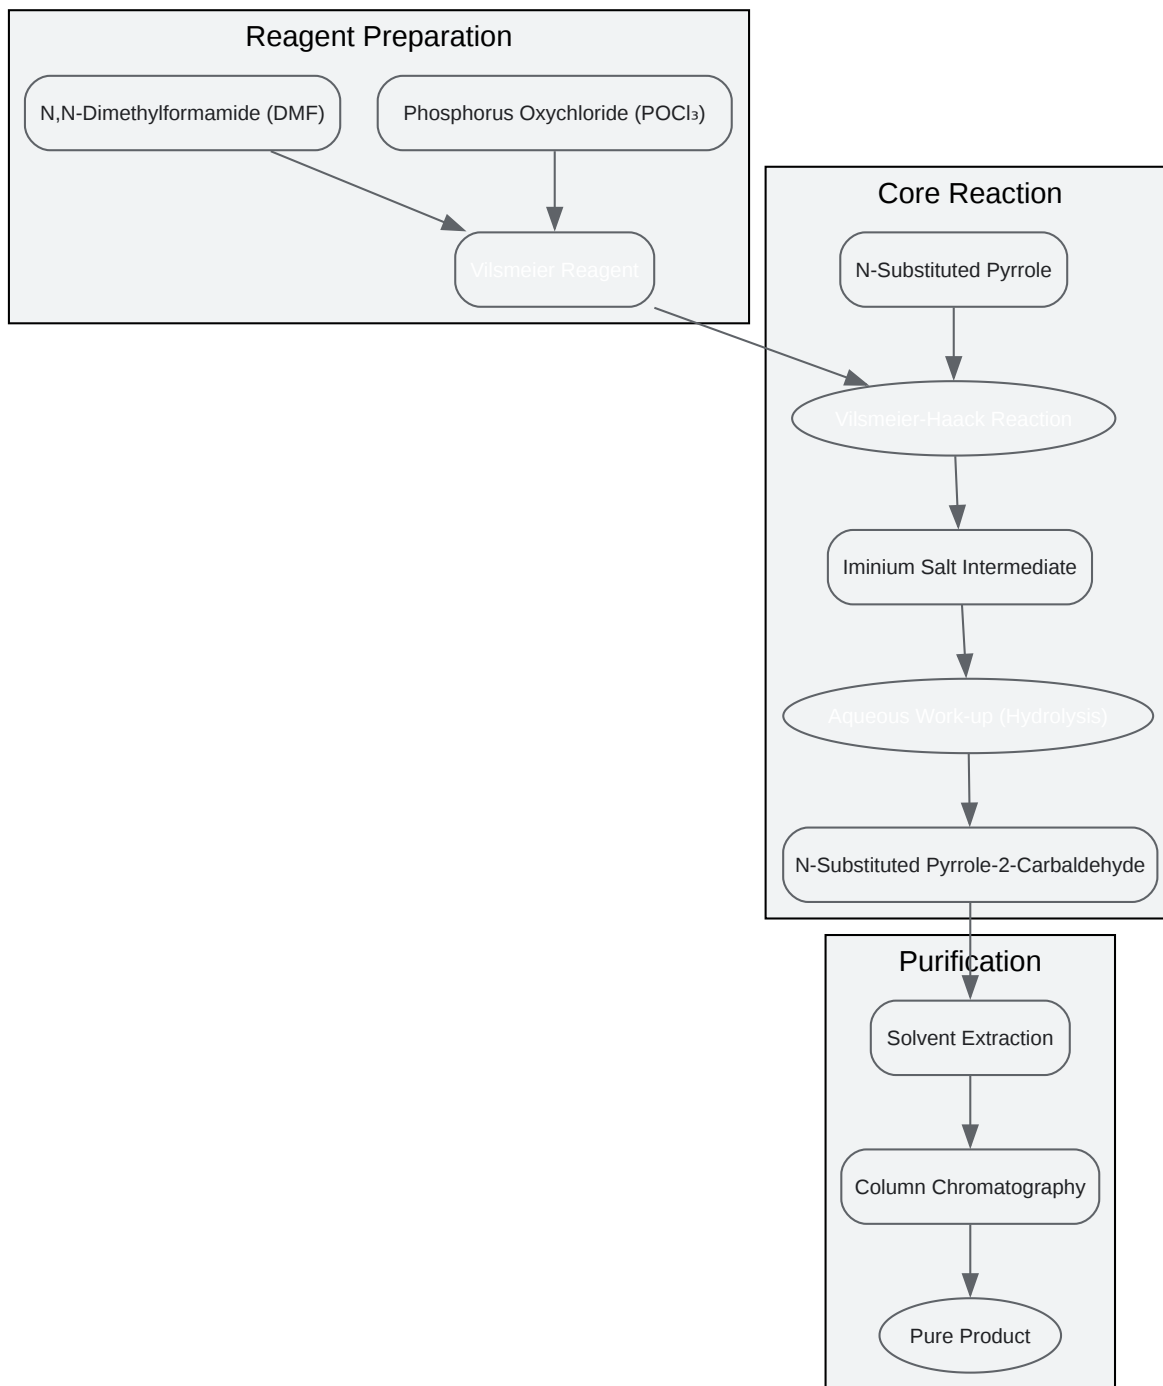 Reagent Preparation
N,N-Dimethylformamide (DMF)
Phosphorus Oxychloride (POCl₃)
Vilsmeier Reagent
Core Reaction
N-Substituted Pyrrole
Vilsmeier-Haack Reaction
Iminium Salt Intermediate
Aqueous Work-up (Hydrolysis)
N-Substituted Pyrrole-2-Carbaldehyde
Purification
Solvent Extraction
Column Chromatography
Pure Product